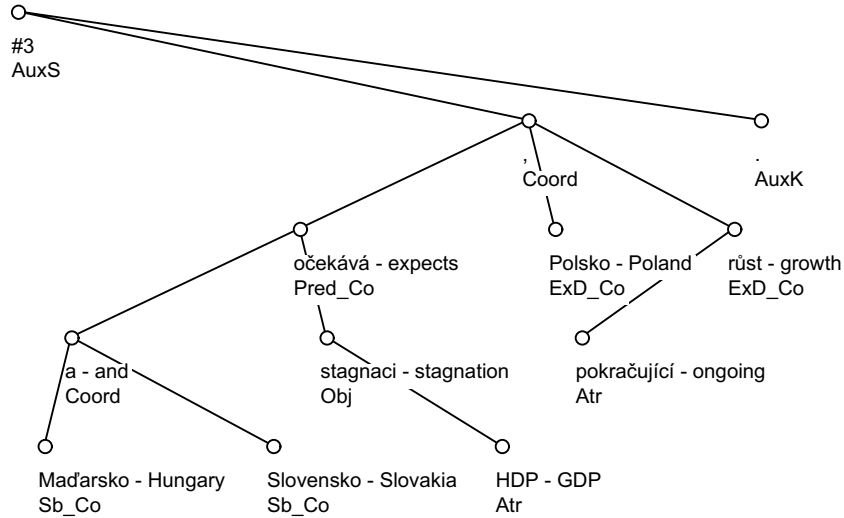 #3
AuxS
,
Coord
.
AuxK
očekává - expects
Pred_Co
Polsko - Poland
ExD_Co
růst - growth
ExD_Co
a - and
Coord
stagnaci - stagnation
Obj
pokračující - ongoing
Atr
Maďarsko - Hungary
Sb_Co
Slovensko - Slovakia
Sb_Co
HDP - GDP
Atr